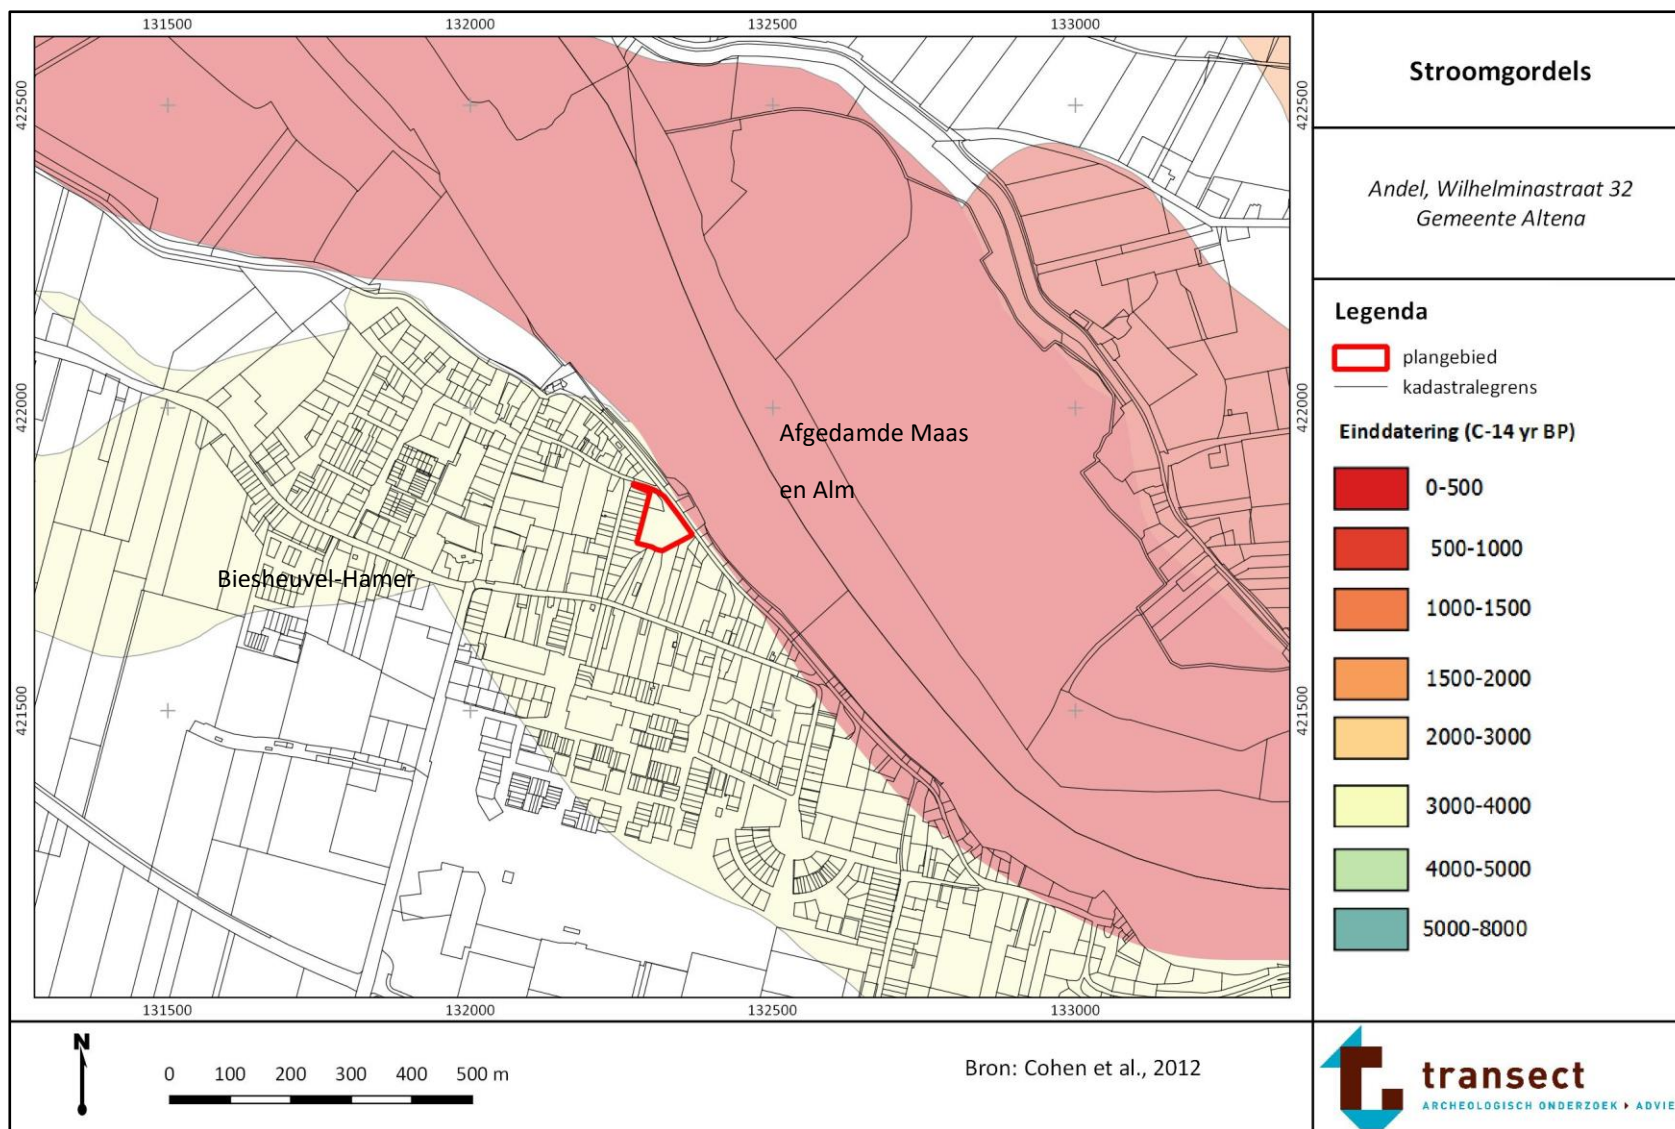 131500 132000 132500 133000
422500 422500
422000 422000
421500 421500
Afgedamde Maas
en Alm
Biesheuvel-Hamer
131500 132000 132500 133000
N
0 100 200 300 400 500 m
Bron: Cohen et al., 2012
Stroomgordels
Andel, Wilhelminastraat 32
Gemeente Altena
Legenda
plangebied
kadastralegrens
Einddatering (C-14 yr BP)
0-500
500-1000
1000-1500
1500-2000
2000-3000
3000-4000
4000-5000
5000-8000
transect
ARCHEOLOGISCH ONDERZOEK ▸ ADVIE